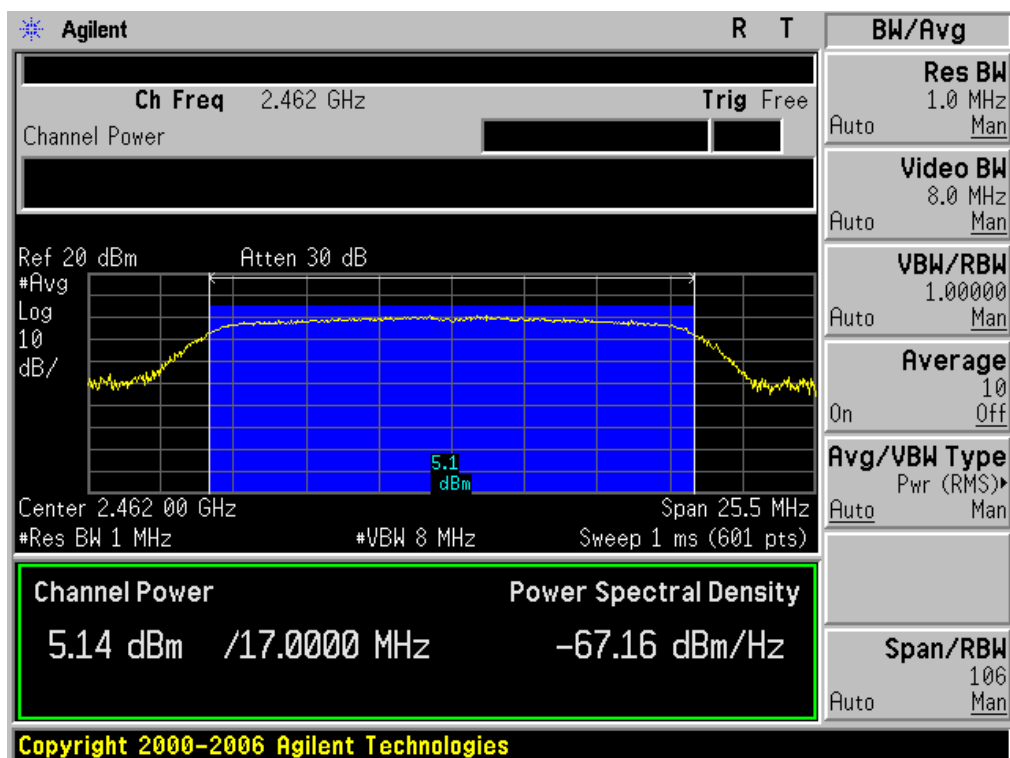 Agilent R T
Ch Freq 2.462 GHz Trig Free
Channel Power
Ref 20 dBm Atten 30 dB
#Avg
Log
10
dB/
5.1
dBm
Center 2.462 00 GHz Span 25.5 MHz
#Res BW 1 MHz #VBW 8 MHz Sweep 1 ms (601 pts)
Channel Power Power Spectral Density
5.14 dBm /17.0000 MHz -67.16 dBm/Hz
Copyright 2000-2006 Agilent Technologies
BW/Avg
Res BW
1.0 MHz
Auto Man
Video BW
8.0 MHz
Auto Man
VBW/RBW
1.00000
Auto Man
Average
10
On Off
Avg/VBW Type
Pwr (RMS)▸
Auto Man
Span/RBW
106
Auto Man